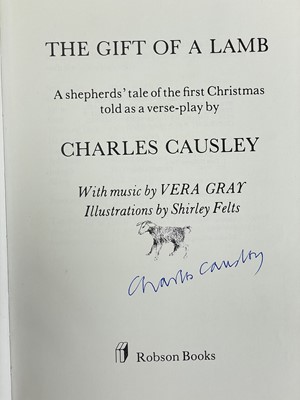 THE GIFT OF A LAMB
A shepherds' tale of the first Christmas
told as a verse-play by
CHARLES CAUSLEY
With music by VERA GRAY
Illustrations by Shirley Felts
Charles Causley
Robson Books